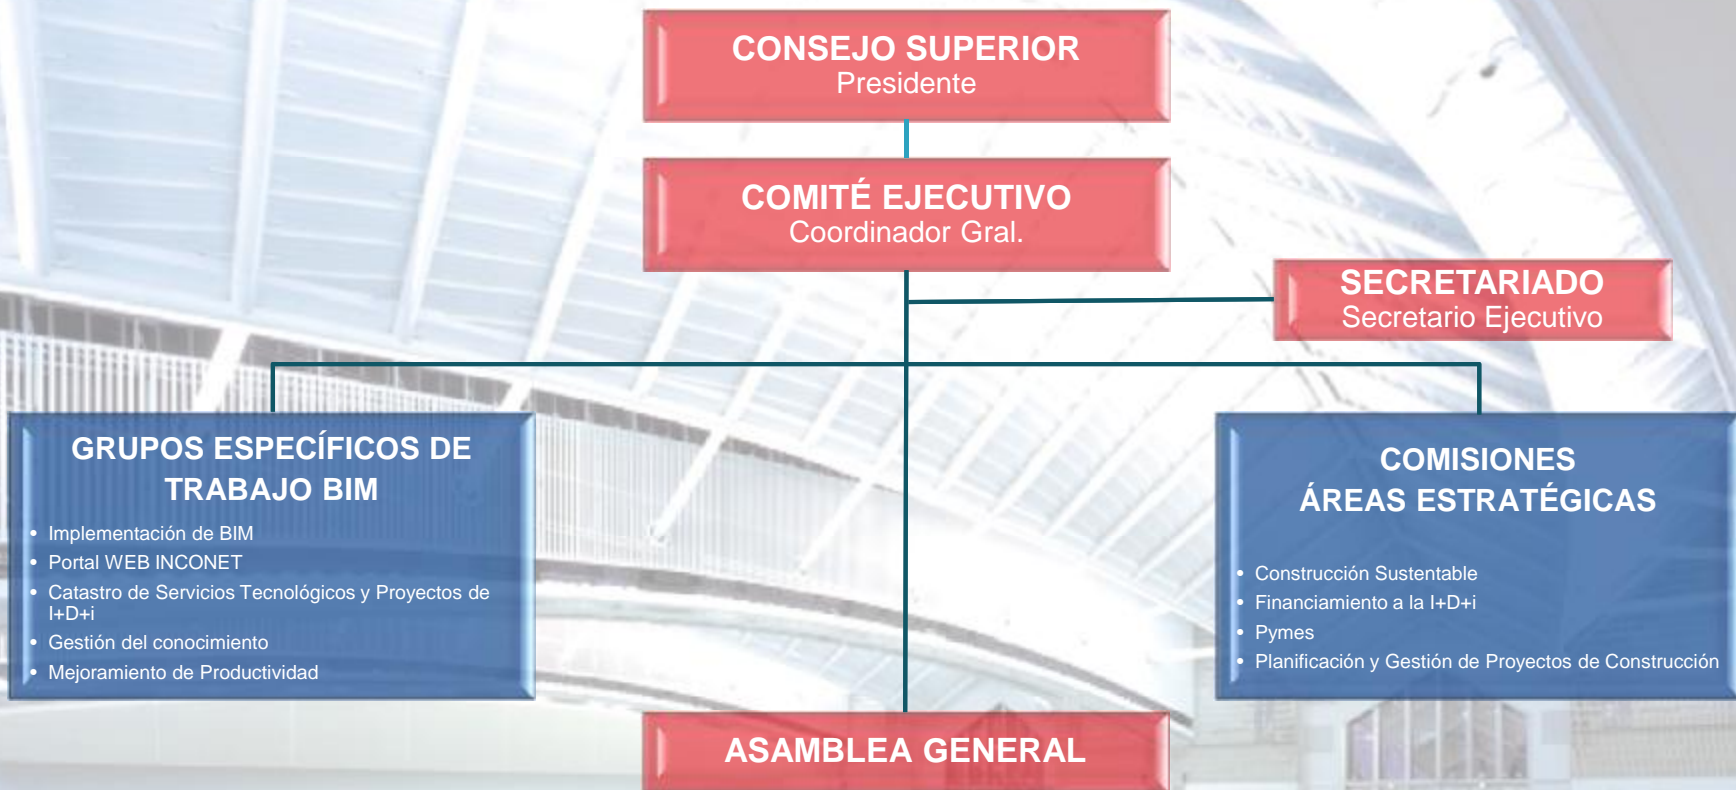 CONSEJO SUPERIOR
Presidente
COMITÉ EJECUTIVO
Coordinador Gral.
SECRETARIADO
Secretario Ejecutivo
GRUPOS ESPECÍFICOS DE
TRABAJO BIM
• Implementación de BIM
• Portal WEB INCONET
• Catastro de Servicios Tecnológicos y Proyectos de
I+D+i
• Gestión del conocimiento
• Mejoramiento de Productividad
COMISIONES
ÁREAS ESTRATÉGICAS
• Construcción Sustentable
• Financiamiento a la I+D+i
• Pymes
• Planificación y Gestión de Proyectos de Construcción
ASAMBLEA GENERAL